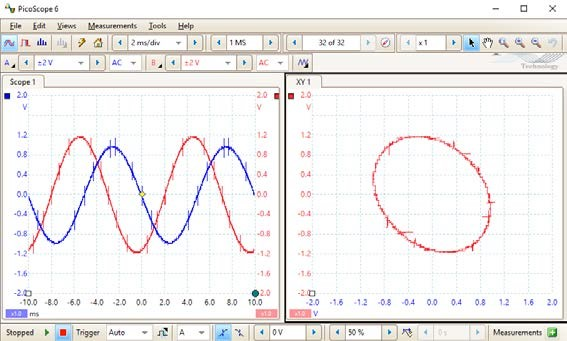 PicoScope 6
File Edit Views Measurements Tools Help
2 ms/div 1 MS 32 of 32 x 1
A ±2 V AC B ±2 V AC Technology
Scope 1
2.0 2.0
V V
1.2 1.2
0.8 0.8
0.4 0.4
0.0 0.0
-0.4 -0.4
-0.8 -0.8
-1.2 -1.2
-1.6 -1.6
-2.0 -2.0
-10.0 -8.0 -6.0 -4.0 -2.0 0.0 2.0 4.0 6.0 8.0 10.0
x1.0 ms x1.0
XY 1
2.0
V
1.2
0.8
0.4
0.0
-0.4
-0.8
-1.2
-1.6
-2.0
-2.0 -1.6 -1.2 -0.8 -0.4 0.0 0.4 0.8 1.2 1.6 2.0
x1.0 V
Stopped Trigger Auto A 0 V 50 % 0 s Measurements